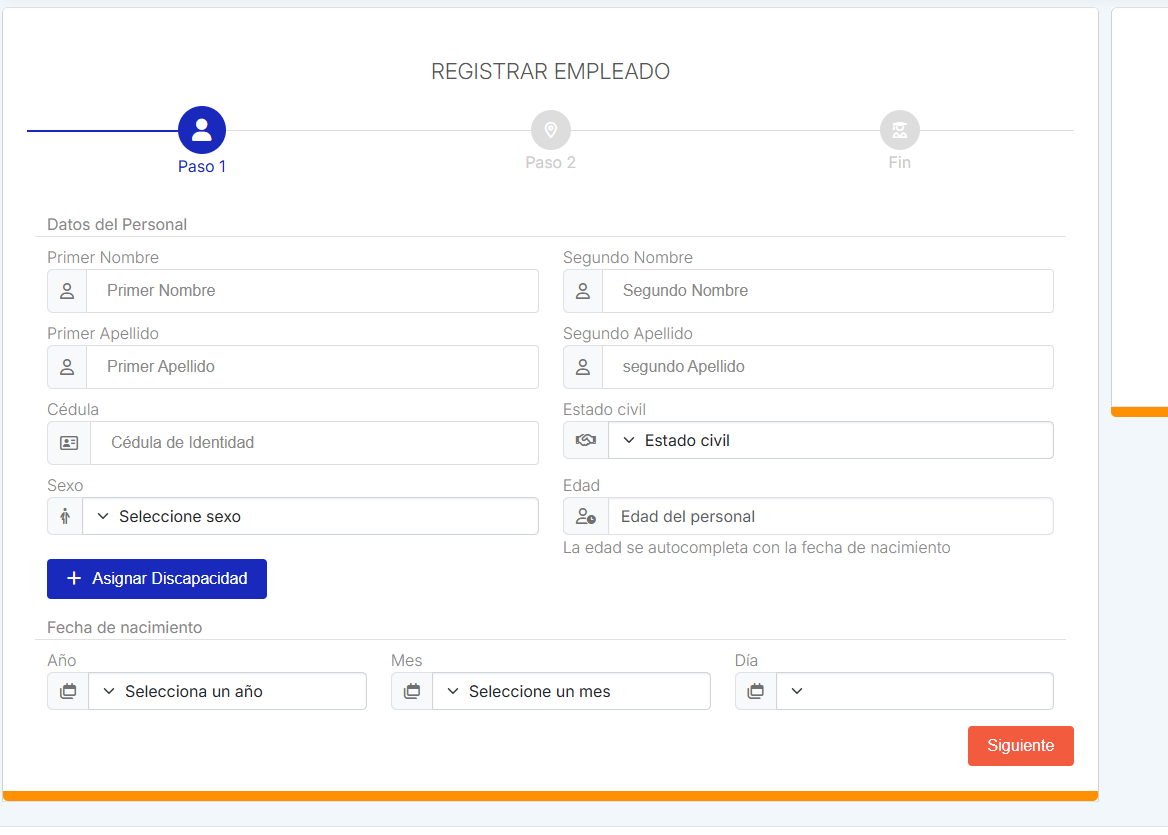 REGISTRAR EMPLEADO
Paso 1
Paso 2
Fin
Datos del Personal
Primer Nombre
Segundo Nombre
Primer Nombre
Segundo Nombre
Primer Apellido
Segundo Apellido
Primer Apellido
segundo Apellido
Cédula
Estado civil
Cédula de Identidad
Estado civil
Sexo
Edad
Seleccione sexo
Edad del personal
La edad se autocompleta con la fecha de nacimiento
Asignar Discapacidad
Fecha de nacimiento
Año
Mes
Día
Selecciona un año
Seleccione un mes
Siguiente